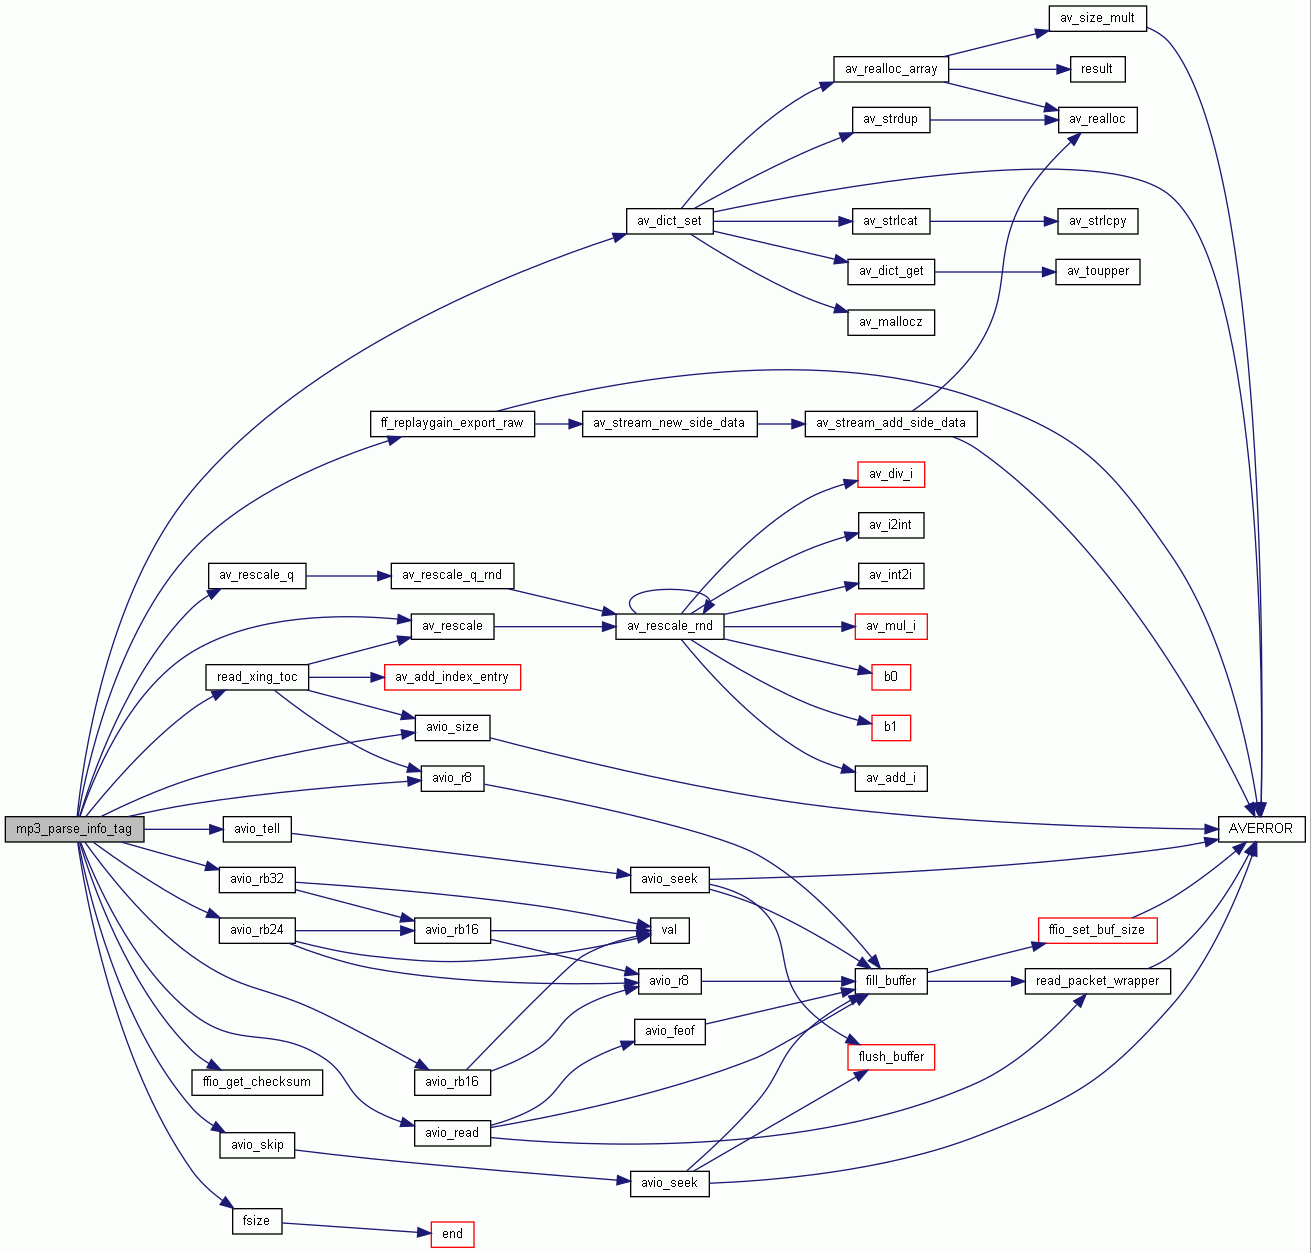 av_size_mult
av_realloc_array
result
av_strdup
av_realloc
av_dict_set
av_strlcat
av_strlcpy
av_dict_get
av_toupper
av_mallocz
ff_replaygain_export_raw
av_stream_new_side_data
av_stream_add_side_data
av_div_i
av_i2int
av_rescale_q
av_rescale_q_rnd
av_int2i
av_rescale
av_rescale_rnd
av_mul_i
read_xing_toc
av_add_index_entry
b0
avio_size
b1
avio_r8
av_add_i
mp3_parse_info_tag
avio_tell
AVERROR
avio_rb32
avio_seek
avio_rb24
avio_rb16
val
ffio_set_buf_size
avio_r8
fill_buffer
read_packet_wrapper
avio_feof
flush_buffer
ffio_get_checksum
avio_rb16
avio_read
avio_skip
avio_seek
fsize
end